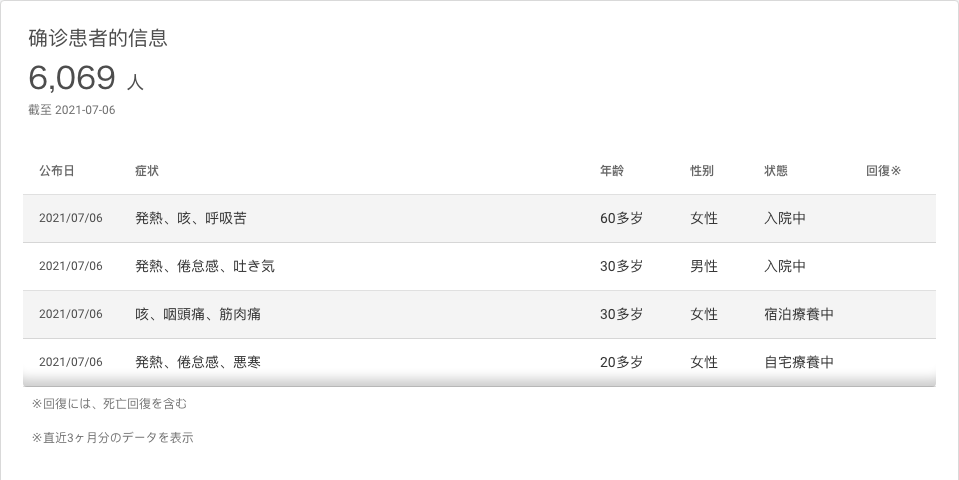 确诊患者的信息
6,069 人
截至 2021-07-06
公布日 症状 年龄 性别 状態 回復※
2021/07/06 発熱、咳、呼吸苦 60多岁 女性 入院中
2021/07/06 発熱、倦怠感、吐き気 30多岁 男性 入院中
2021/07/06 咳、咽頭痛、筋肉痛 30多岁 女性 宿泊療養中
2021/07/06 発熱、倦怠感、悪寒 20多岁 女性 自宅療養中
※回復には、死亡回復を含む
※直近3ヶ月分のデータを表示